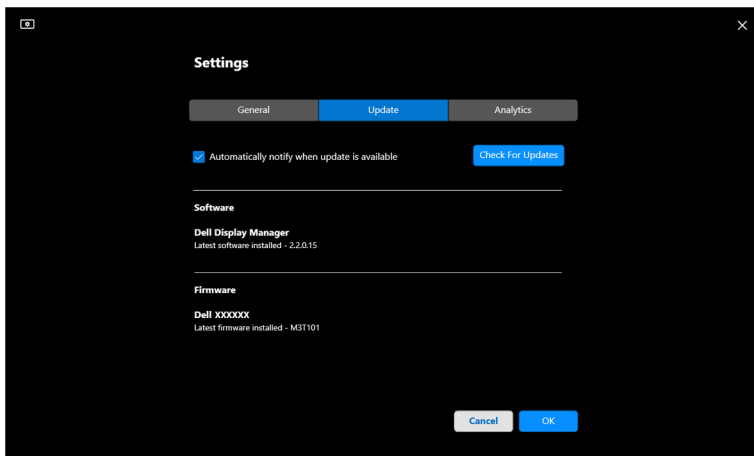 Settings
General Update Analytics
Automatically notify when update is available Check For Updates
Software
Dell Display Manager
Latest software installed - 2.2.0.15
Firmware
Dell XXXXXX
Latest firmware installed - M3T101
Cancel OK